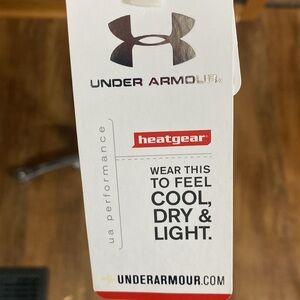 UNDER ARMOUR
heatgear
ua performance
WEAR THIS
TO FEEL
COOL,
DRY &
LIGHT.
UNDERARMOUR.COM